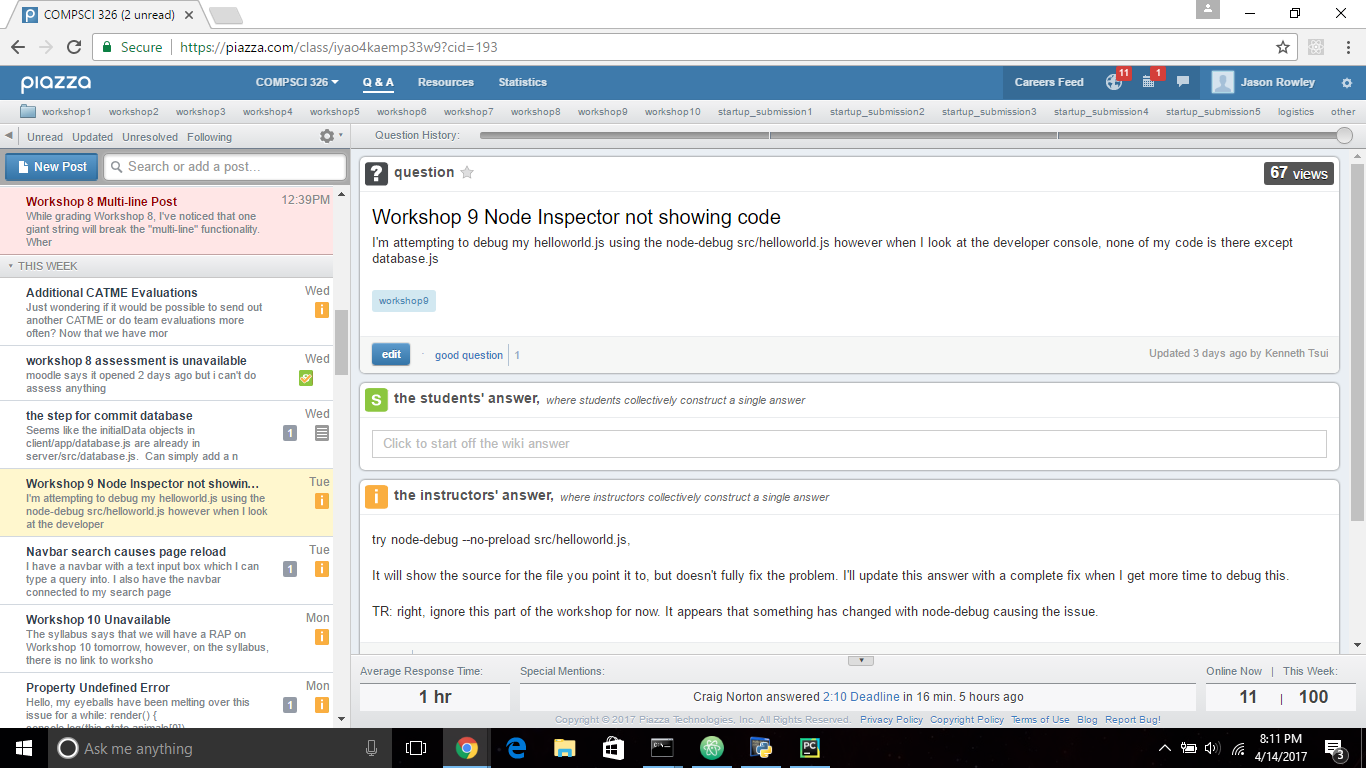 COMPSCI 326 (2 unread)
Secure https://piazza.com/class/iyao4kaemp33w9?cid=193
piazza COMPSCI 326 Q & A Resources Statistics Careers Feed 11 1 Jason Rowley
workshop1 workshop2 workshop3 workshop4 workshop5 workshop6 workshop7 workshop8 workshop9 workshop10 startup_submission1 startup_submission2 startup_submission3 startup_submission4 startup_submission5 logistics other
Unread Updated Unresolved Following
Question History:
New Post Search or add a post...
Workshop 8 Multi-line Post 12:39PM
While grading Workshop 8, I've noticed that one
giant string will break the "multi-line" functionality.
Wher
THIS WEEK
Additional CATME Evaluations Wed
Just wondering if it would be possible to send out
another CATME or do team evaluations more
often? Now that we have mor
i
workshop 8 assessment is unavailable Wed
moodle says it opened 2 days ago but i can't do
assess anything
the step for commit database Wed
Seems like the initialData objects in
client/app/database.js are already in
server/src/database.js. Can simply add a n
1
Workshop 9 Node Inspector not showin... Tue
I'm attempting to debug my helloworld.js using the
node-debug src/helloworld.js however when I look
at the developer
i
Navbar search causes page reload Tue
I have a navbar with a text input box which I can
type a query into. I also have the navbar
connected to my search page
1 i
Workshop 10 Unavailable Mon
The syllabus says that we will have a RAP on
Workshop 10 tomorrow, however, on the syllabus,
there is no link to worksho
i
Property Undefined Error Mon
Hello, my eyeballs have been melting over this
issue for a while: render() {
console.log(this.state.animals[0])
1 i
? question 67 views
Workshop 9 Node Inspector not showing code
I'm attempting to debug my helloworld.js using the node-debug src/helloworld.js however when I look at the developer console, none of my code is there except
database.js
workshop9
edit · good question 1 Updated 3 days ago by Kenneth Tsui
S the students' answer, where students collectively construct a single answer
Click to start off the wiki answer
i the instructors' answer, where instructors collectively construct a single answer
try node-debug --no-preload src/helloworld.js,
It will show the source for the file you point it to, but doesn't fully fix the problem. I'll update this answer with a complete fix when I get more time to debug this.
TR: right, ignore this part of the workshop for now. It appears that something has changed with node-debug causing the issue.
Average Response Time: Special Mentions: Online Now | This Week:
1 hr Craig Norton answered 2:10 Deadline in 16 min. 5 hours ago 11 | 100
Copyright © 2017 Piazza Technologies, Inc. All Rights Reserved. Privacy Policy Copyright Policy Terms of Use Blog Report Bug!
Ask me anything
PC
8:11 PM
4/14/2017
3